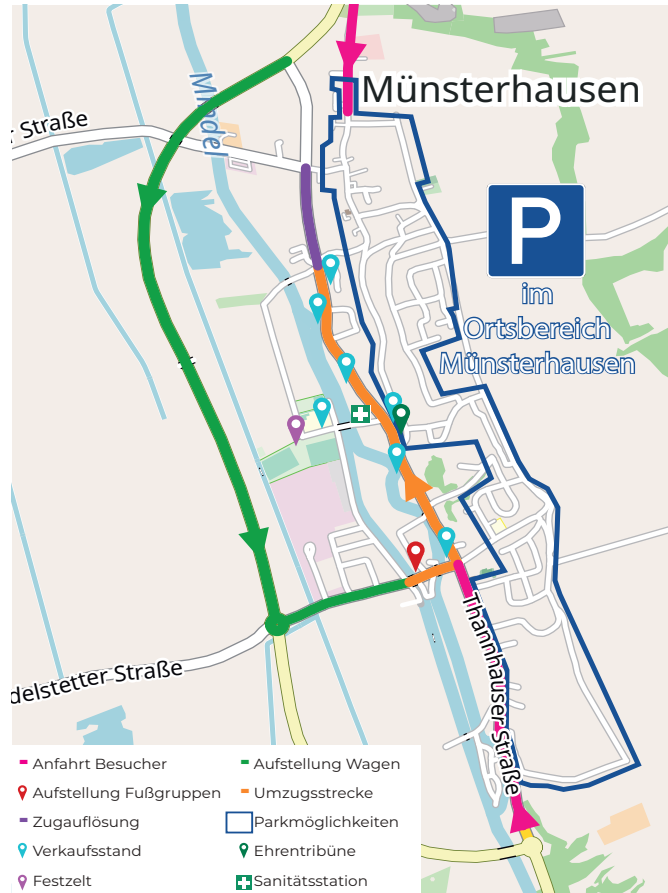 Mindel
Münsterhausen
r Straße
P
im
Ortsbereich
Münsterhausen
Thannhauser Straße
delstetter Straße
Anfahrt Besucher
Aufstellung Wagen
Aufstellung Fußgruppen
Umzugsstrecke
Zugauflösung
Parkmöglichkeiten
Verkaufsstand
Ehrentribüne
Festzelt
Sanitätsstation